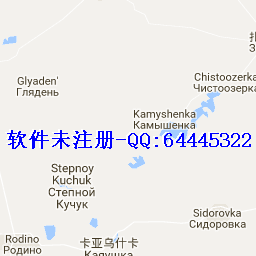 Glyaden'
Глядень
Chistoozerka
Чистоозерка
Kamyshenka
Камышенка
软件未注册-QQ:64445322
Stepnoy
Kuchuk
Степной
Кучук
Sidorovka
Сидоровка
Rodino
Родино
卡亚乌什卡
Каяушка